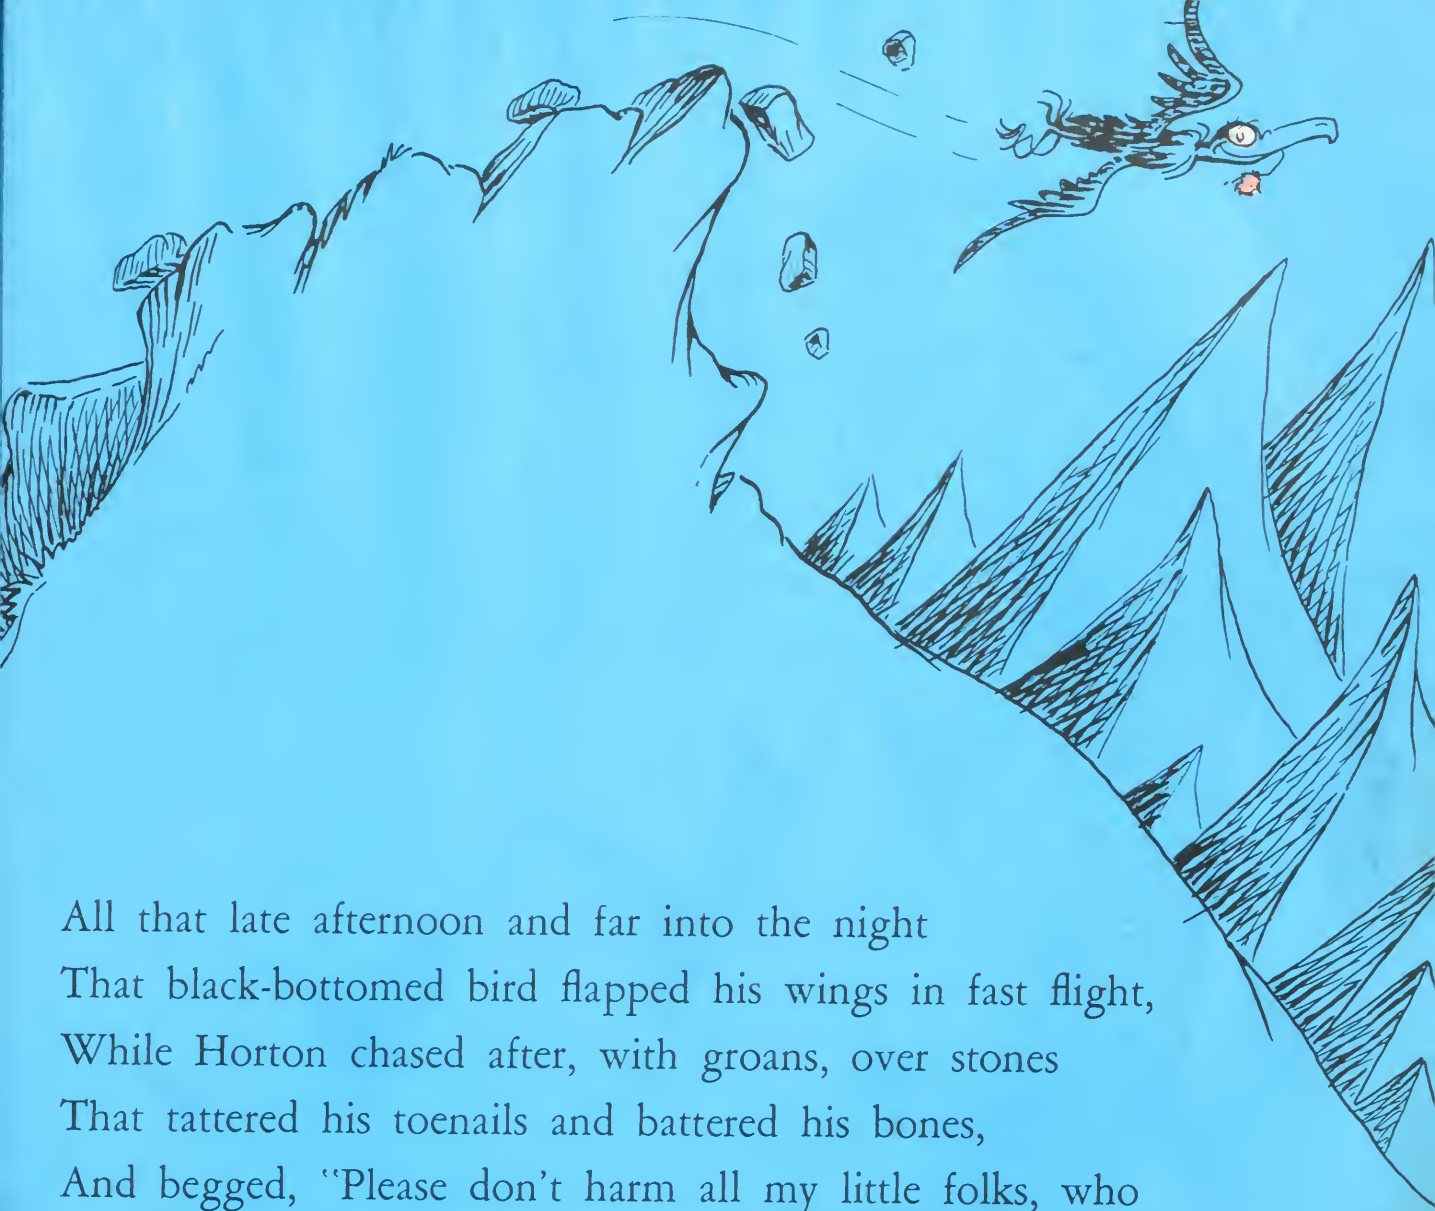 All that late afternoon and far into the night
That black-bottomed bird flapped his wings in fast flight,
While Horton chased after, with groans, over stones
That tattered his toenails and battered his bones,
And begged, “Please don’t harm all my little folks, who